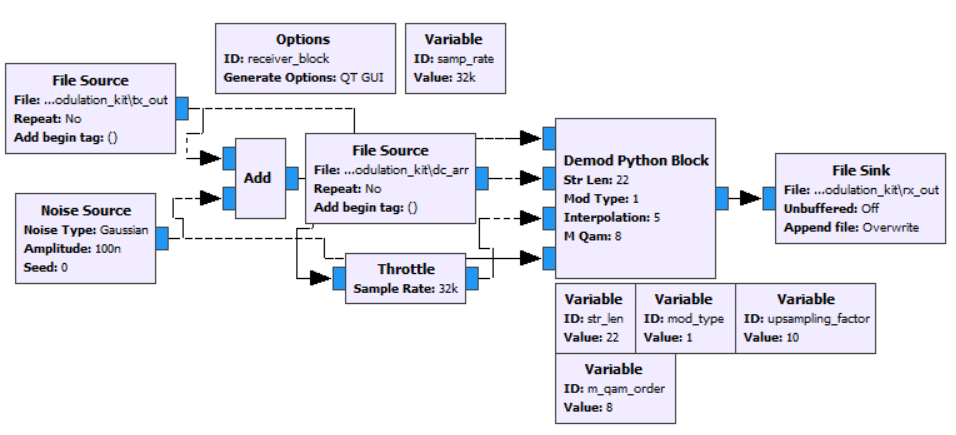 Options
ID: receiver_block
Generate Options: QT GUI
Variable
ID: samp_rate
Value: 32k
File Source
File: ...odulation_kit\tx_out
Repeat: No
Add begin tag: ()
Add
File Source
File: ...odulation_kit\dc_arr
Repeat: No
Add begin tag: ()
Noise Source
Noise Type: Gaussian
Amplitude: 100n
Seed: 0
Throttle
Sample Rate: 32k
Demod Python Block
Str Len: 22
Mod Type: 1
Interpolation: 5
M Qam: 8
File Sink
File: ...odulation_kit\rx_out
Unbuffered: Off
Append file: Overwrite
Variable
ID: str_len
Value: 22
Variable
ID: mod_type
Value: 1
Variable
ID: upsampling_factor
Value: 10
Variable
ID: m_qam_order
Value: 8